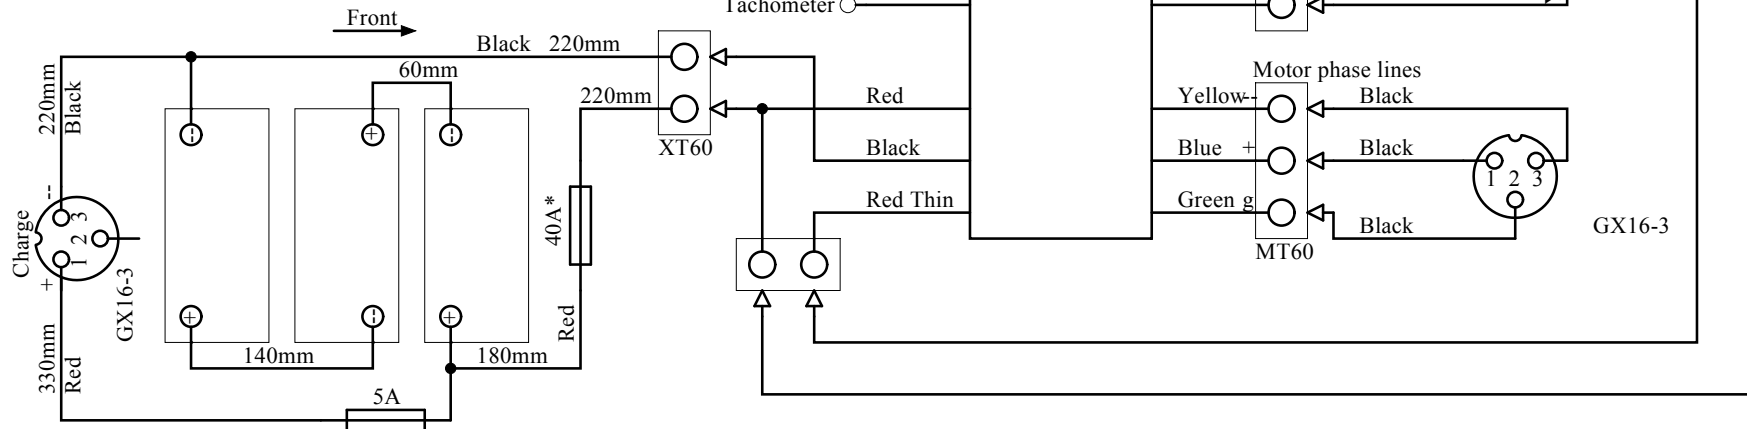 Tachometer
Front
Black 220mm
60mm
220mm
Black
220mm
XT60
Red
Black
Red Thin
Motor phase lines
Yellow--
Blue +
Green g
Black
Black
Black
1 2 3
MT60
GX16-3
Charge
--
3
2
1
+
GX16-3
330mm
Red
+
+
+
140mm
180mm
40A*
Red
5A